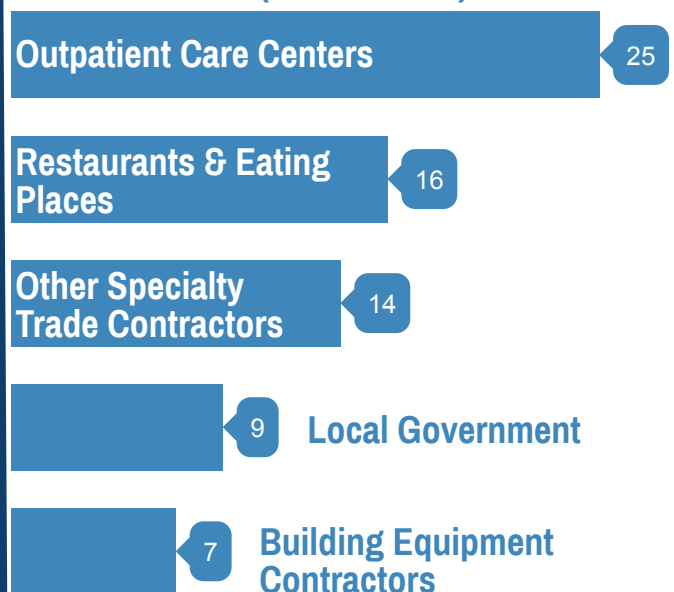 Outpatient Care Centers
25
Restaurants & Eating
Places
16
Other Specialty
Trade Contractors
14
9
Local Government
7
Building Equipment
Contractors